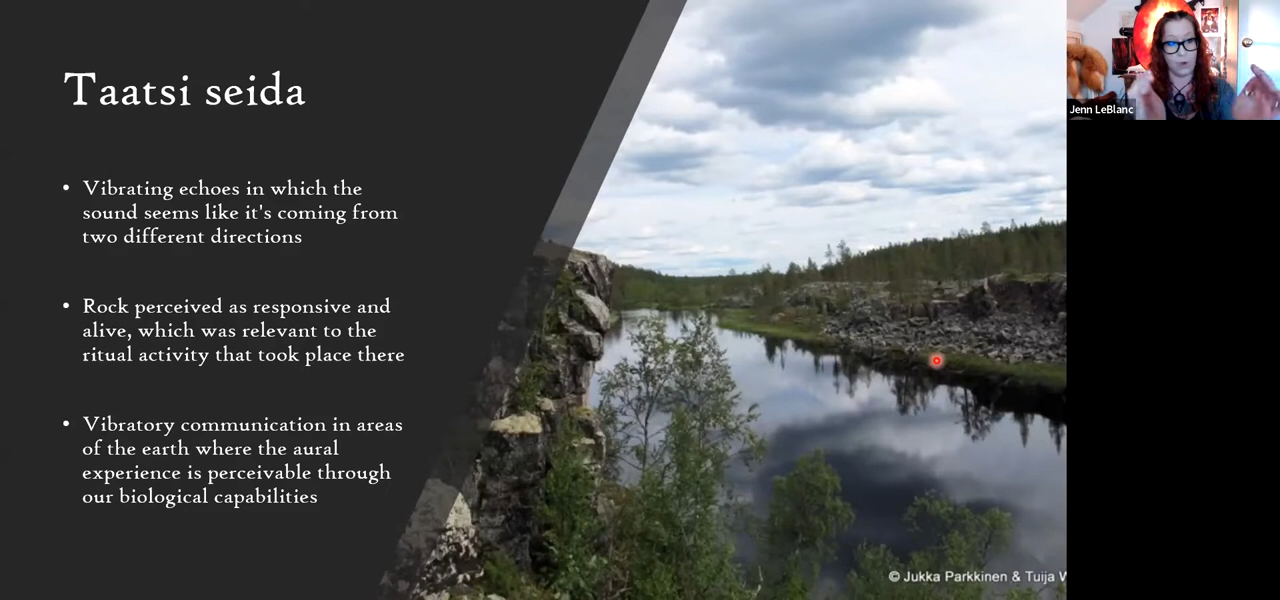 Taatsi seida
• Vibrating echoes in which the
sound seems like it's coming from
two different directions
• Rock perceived as responsive and
alive, which was relevant to the
ritual activity that took place there
• Vibratory communication in areas
of the earth where the aural
experience is perceivable through
our biological capabilities
© Jukka Parkkinen & Tuija
Jenn LeBlanc